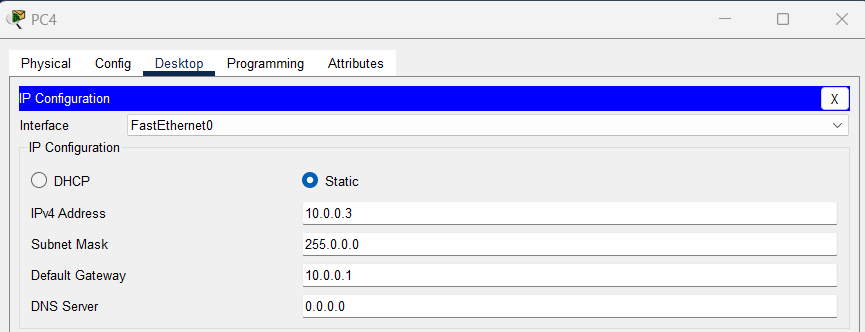 PC4
Physical Config Desktop Programming Attributes
IP Configuration X
Interface FastEthernet0
IP Configuration
DHCP Static
IPv4 Address 10.0.0.3
Subnet Mask 255.0.0.0
Default Gateway 10.0.0.1
DNS Server 0.0.0.0